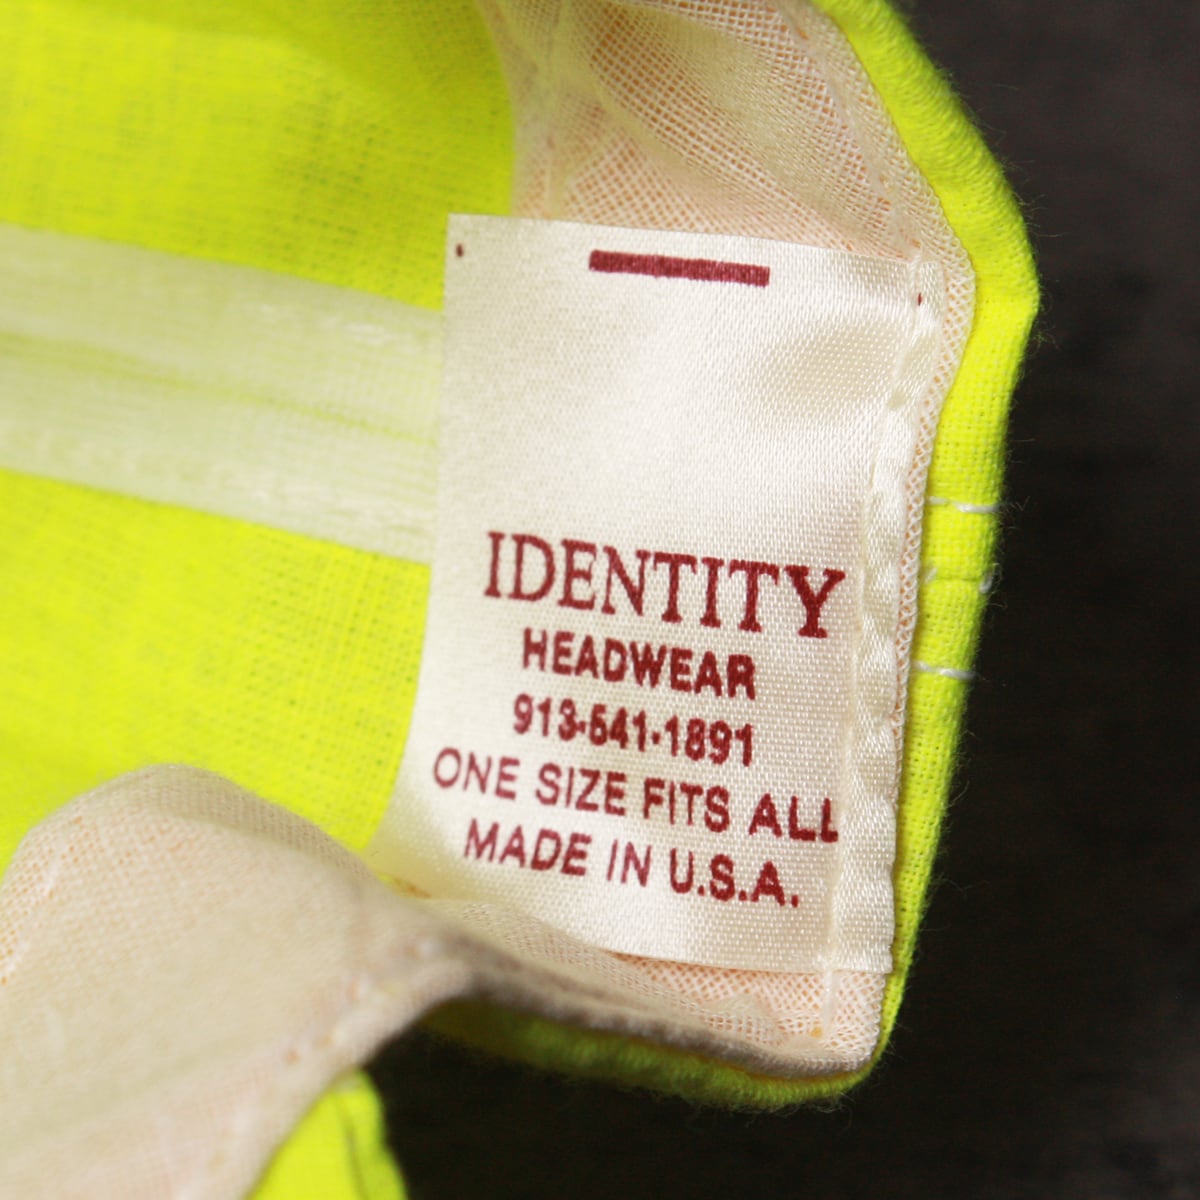 IDENTITY
HEADWEAR
913-541-1891
ONE SIZE FITS ALL
MADE IN U.S.A.